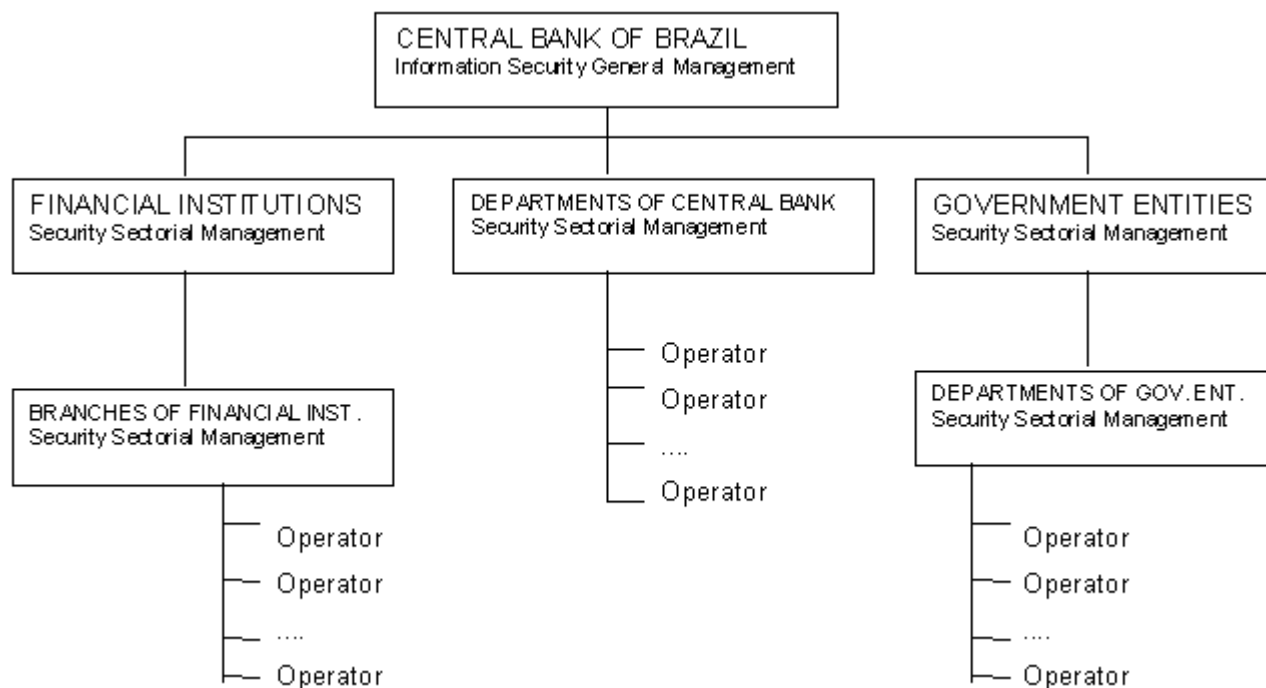 CENTRAL BANK OF BRAZIL
Information Security General Management
FINANCIAL INSTITUTIONS
Security Sectorial Management
DEPARTMENTS OF CENTRAL BANK
Security Sectorial Management
GOVERNMENT ENTITIES
Security Sectorial Management
Operator
Operator
....
Operator
BRANCHES OF FINANCIAL INST.
Security Sectorial Management
DEPARTMENTS OF GOV. ENT.
Security Sectorial Management
Operator
Operator
....
Operator
Operator
Operator
....
Operator